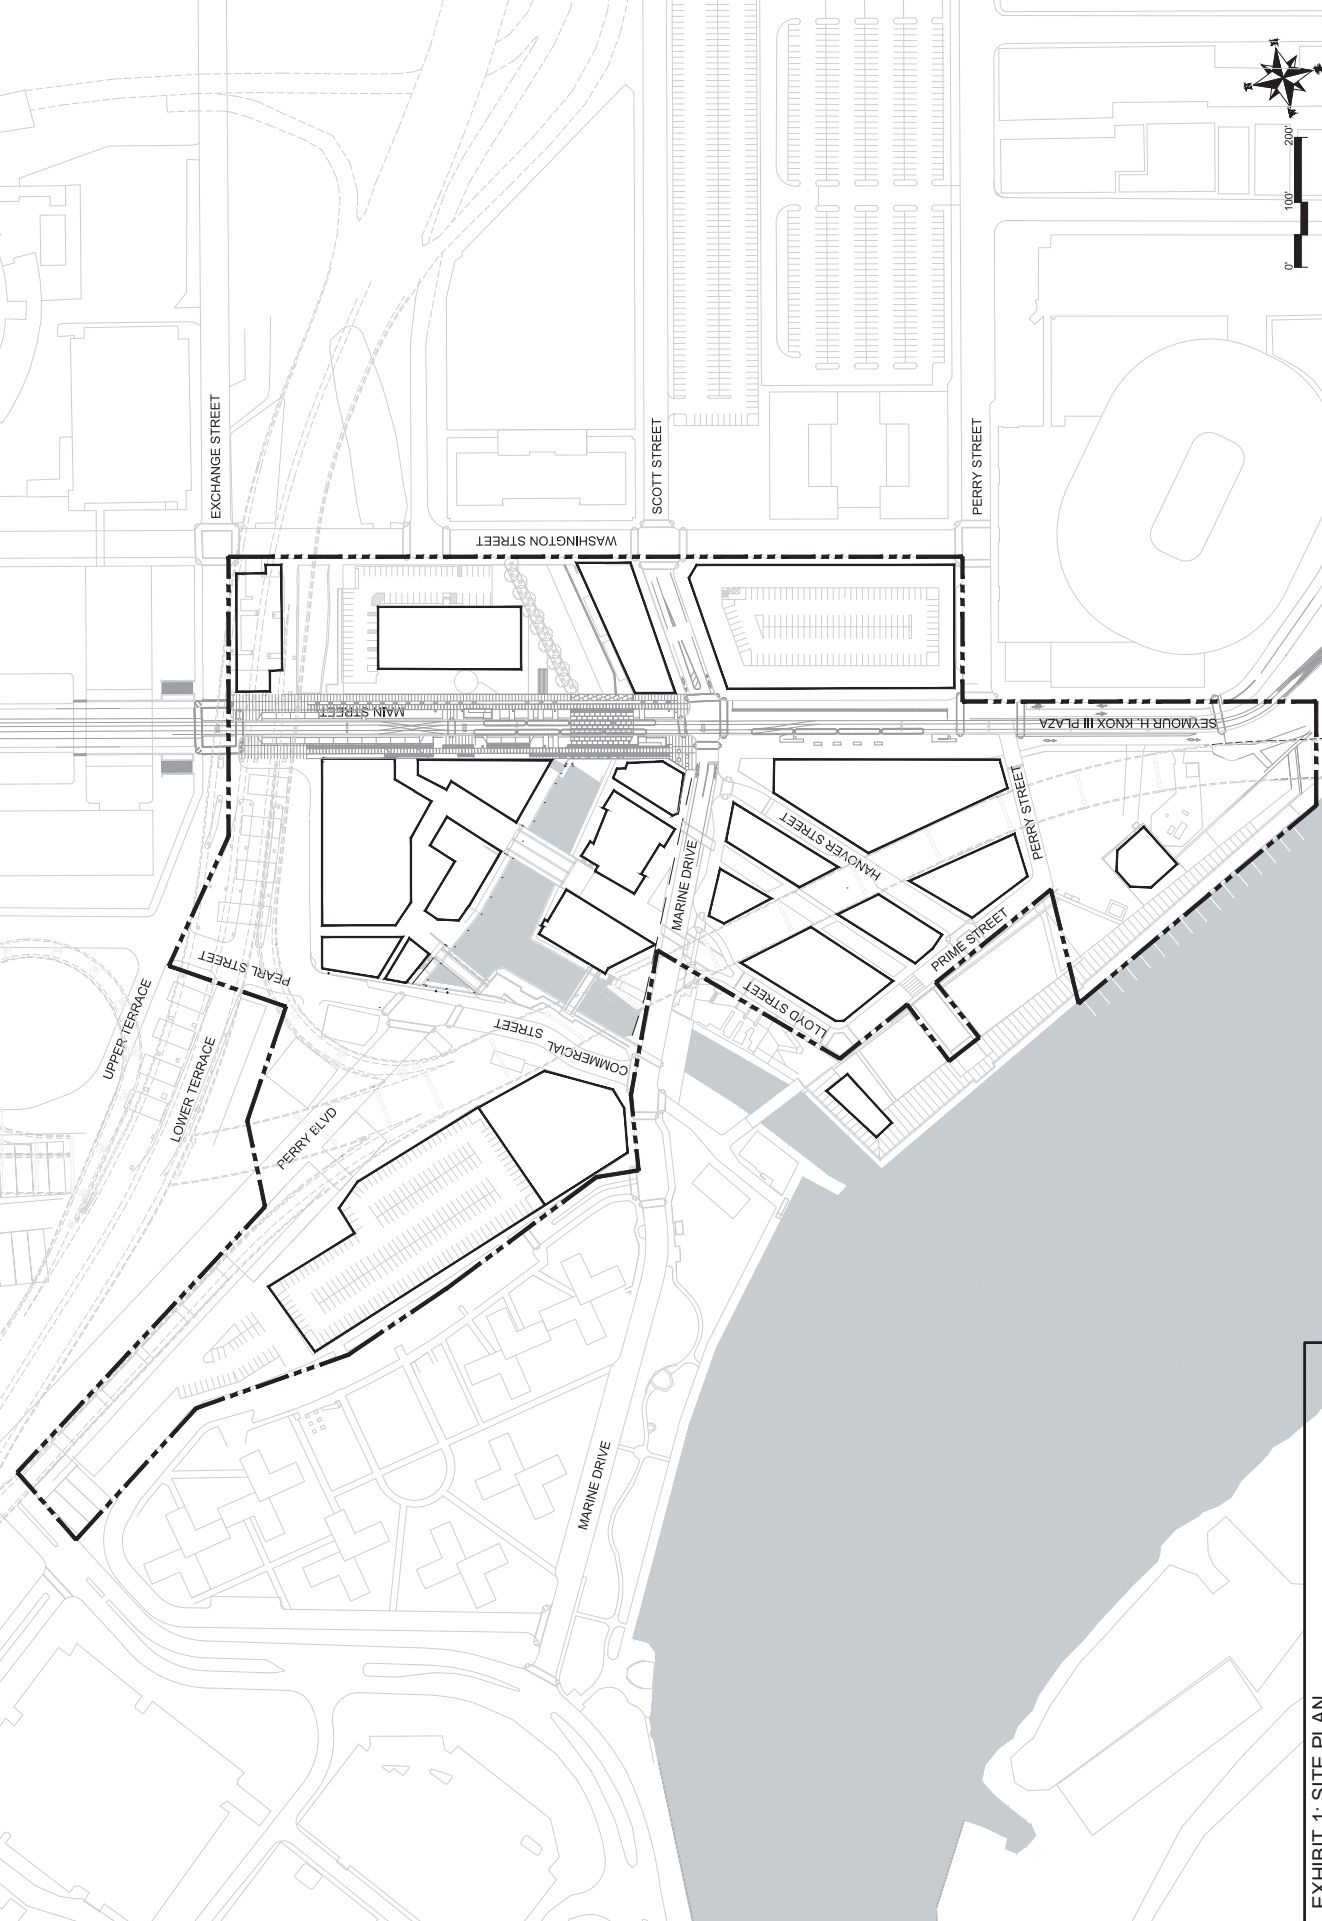 EXCHANGE STREET
SCOTT STREET
PERRY STREET
WASHINGTON STREET
MAIN STREET
SEYMOUR H. KNOX III PLAZA
PERRY STREET
HANOVER STREET
MARINE DRIVE
PRIME STREET
LLOYD STREET
PEARL STREET
COMMERCIAL STREET
UPPER TERRACE
LOWER TERRACE
PERRY BLVD
MARINE DRIVE
0'
100'
200'
EXHIBIT 1: SITE PLAN